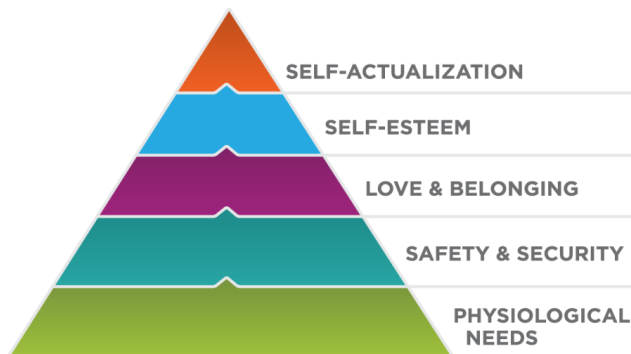 SELF-ACTUALIZATION
SELF-ESTEEM
LOVE & BELONGING
SAFETY & SECURITY
PHYSIOLOGICAL
NEEDS